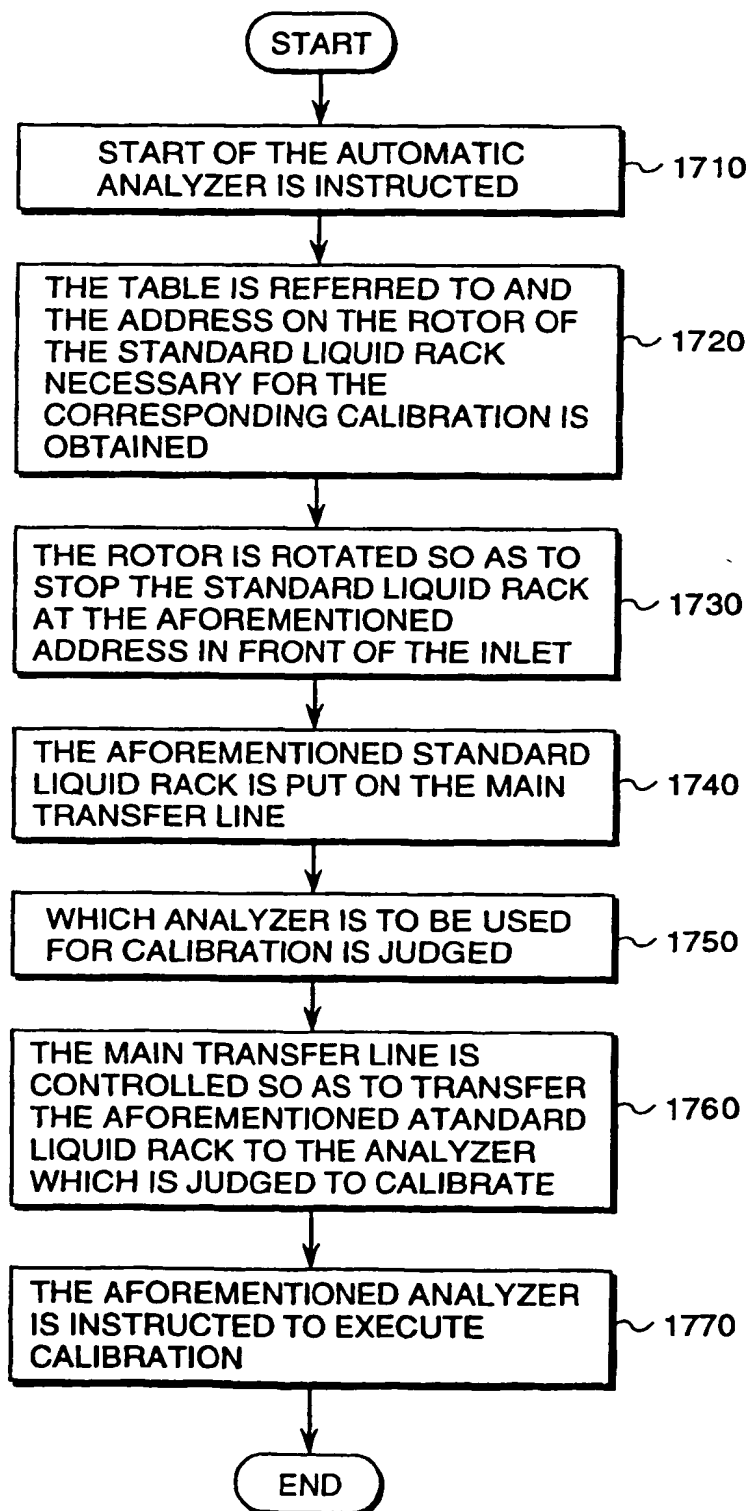 START
START OF THE AUTOMATIC
ANALYZER IS INSTRUCTED
1710
THE TABLE IS REFERRED TO AND
THE ADDRESS ON THE ROTOR OF
THE STANDARD LIQUID RACK
NECESSARY FOR THE
CORRESPONDING CALIBRATION IS
OBTAINED
1720
THE ROTOR IS ROTATED SO AS TO
STOP THE STANDARD LIQUID RACK
AT THE AFOREMENTIONED
ADDRESS IN FRONT OF THE INLET
1730
THE AFOREMENTIONED STANDARD
LIQUID RACK IS PUT ON THE MAIN
TRANSFER LINE
1740
WHICH ANALYZER IS TO BE USED
FOR CALIBRATION IS JUDGED
1750
THE MAIN TRANSFER LINE IS
CONTROLLED SO AS TO TRANSFER
THE AFOREMENTIONED ATANDARD
LIQUID RACK TO THE ANALYZER
WHICH IS JUDGED TO CALIBRATE
1760
THE AFOREMENTIONED ANALYZER
IS INSTRUCTED TO EXECUTE
CALIBRATION
1770
END